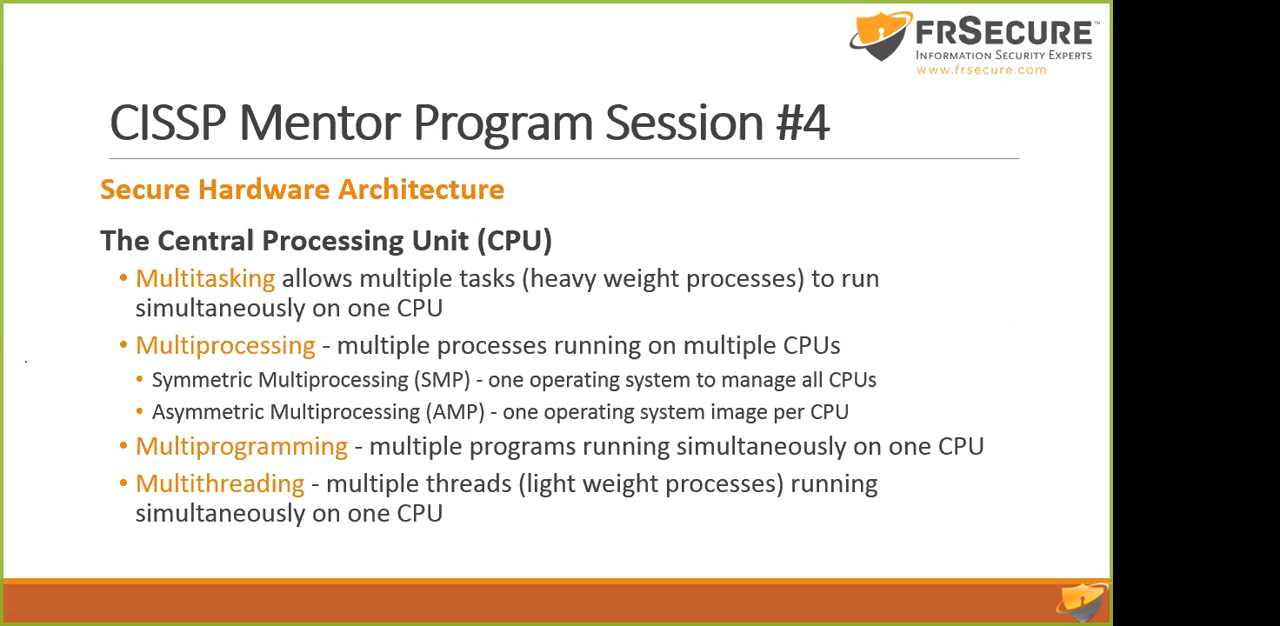 FRSECURE™
INFORMATION SECURITY EXPERTS
www.frsecure.com
CISSP Mentor Program Session #4
Secure Hardware Architecture
The Central Processing Unit (CPU)
• Multitasking allows multiple tasks (heavy weight processes) to run
simultaneously on one CPU
• Multiprocessing - multiple processes running on multiple CPUs
• Symmetric Multiprocessing (SMP) - one operating system to manage all CPUs
• Asymmetric Multiprocessing (AMP) - one operating system image per CPU
• Multiprogramming - multiple programs running simultaneously on one CPU
• Multithreading - multiple threads (light weight processes) running
simultaneously on one CPU